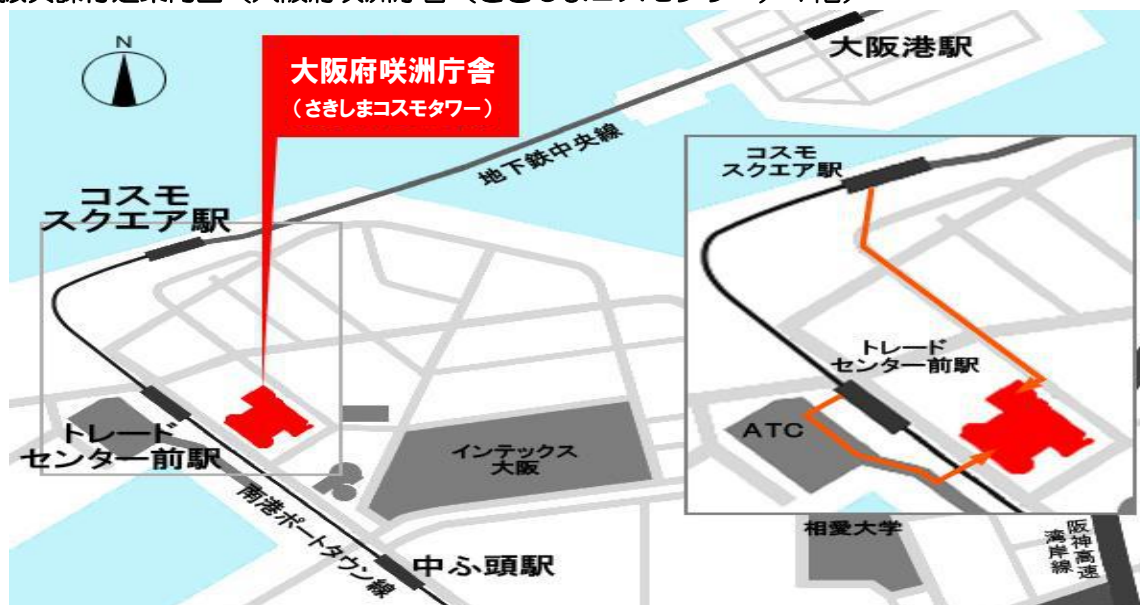 N
大阪府咲洲庁舎
(さきしまコスモタワー)
大阪港駅
地下鉄中央線
コスモ
スクエア駅
トレード
センター前駅
南港ポートタウン線
中ふ頭駅
インテックス
大阪
コスモ
スクエア駅
トレード
センター前駅
ATC
相愛大学
阪神高速
湾岸線